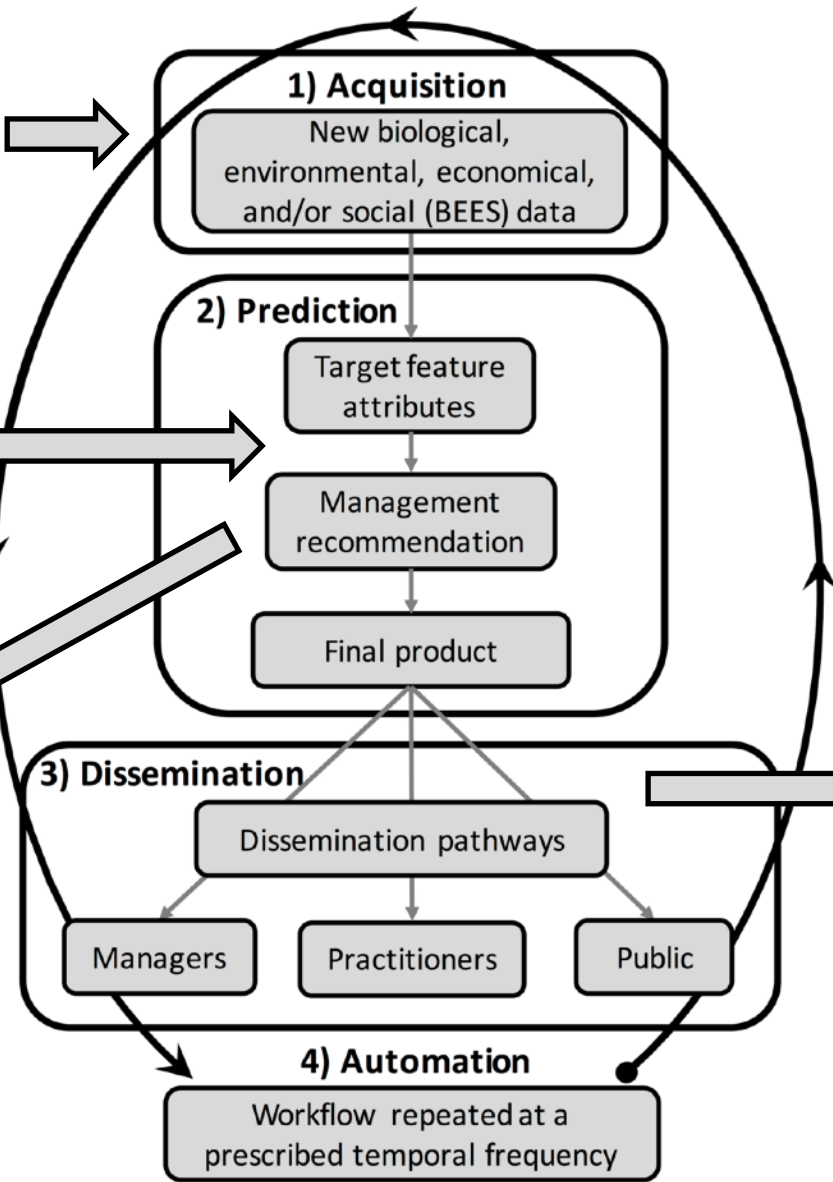 1) Acquisition
New biological,
environmental, economical,
and/or social (BEES) data
2) Prediction
Target feature
attributes
Management
recommendation
Final product
3) Dissemination
Dissemination pathways
Managers
Practitioners
Public
4) Automation
Workflow repeated at a
prescribed temporal frequency